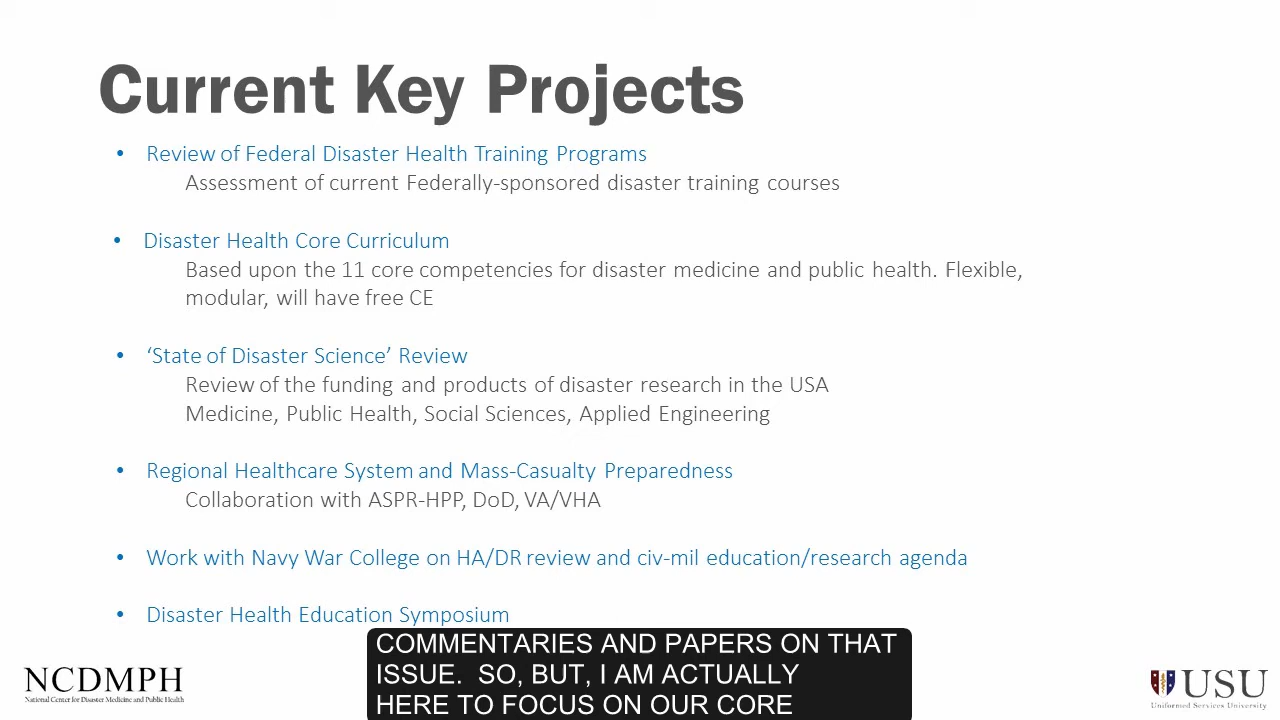 Current Key Projects
• Review of Federal Disaster Health Training Programs
Assessment of current Federally-sponsored disaster training courses
• Disaster Health Core Curriculum
Based upon the 11 core competencies for disaster medicine and public health. Flexible,
modular, will have free CE
• ‘State of Disaster Science’ Review
Review of the funding and products of disaster research in the USA
Medicine, Public Health, Social Sciences, Applied Engineering
• Regional Healthcare System and Mass-Casualty Preparedness
Collaboration with ASPR-HPP, DoD, VA/VHA
• Work with Navy War College on HA/DR review and civ-mil education/research agenda
• Disaster Health Education Symposium
COMMENTARIES AND PAPERS ON THAT
ISSUE. SO, BUT, I AM ACTUALLY
HERE TO FOCUS ON OUR CORE
NCDMPH
National Center for Disaster Medicine and Public Health
USU
Uniformed Services University